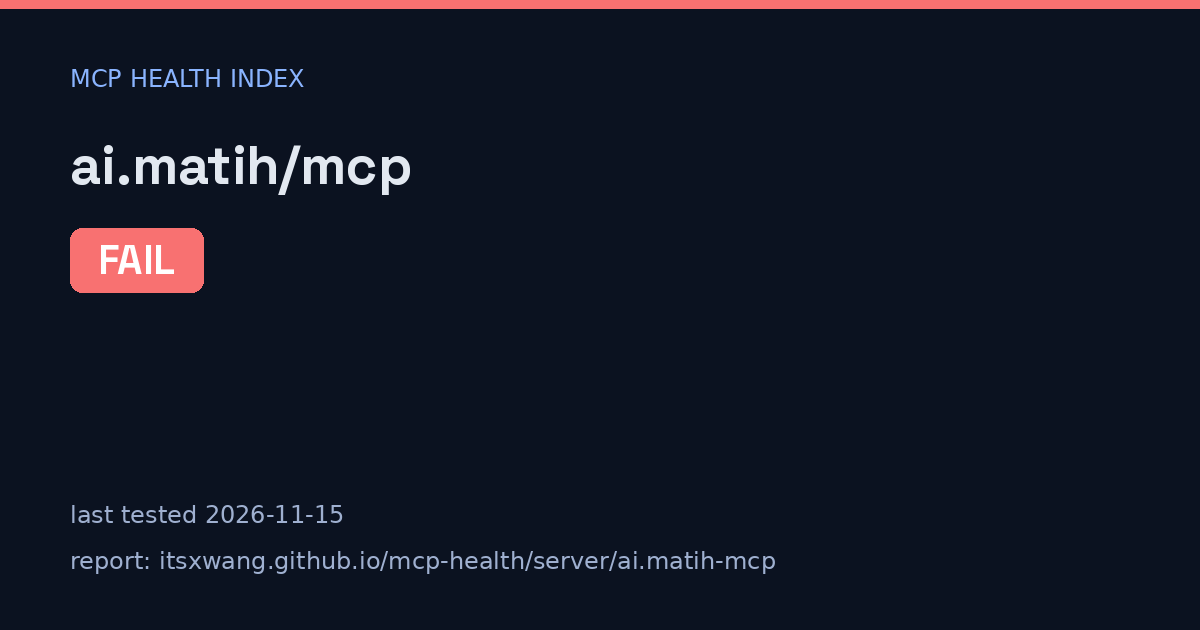 MCP HEALTH INDEX
ai.matih/mcp
FAIL
last tested 2026-11-15
report: itsxwang.github.io/mcp-health/server/ai.matih-mcp